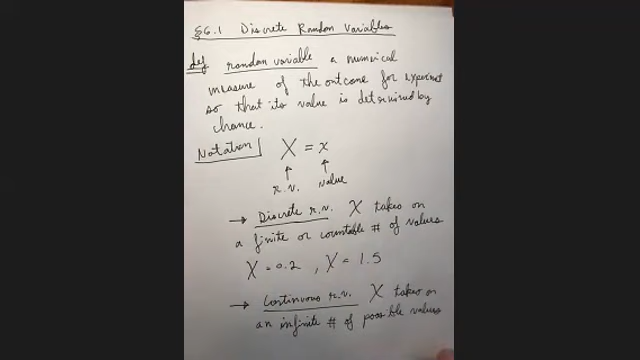 §6.1 Discrete Random Variables
def random variable a numerical
measure of the outcome for experiment
so that its value is determined by
chance.
Notation X = x
↑ ↑
r.v. value
→ Discrete r.v. X takes on
a finite or countable # of values
X = 0.2 , X = 1.5
→ Continuous r.v. X takes on
an infinite # of possible values